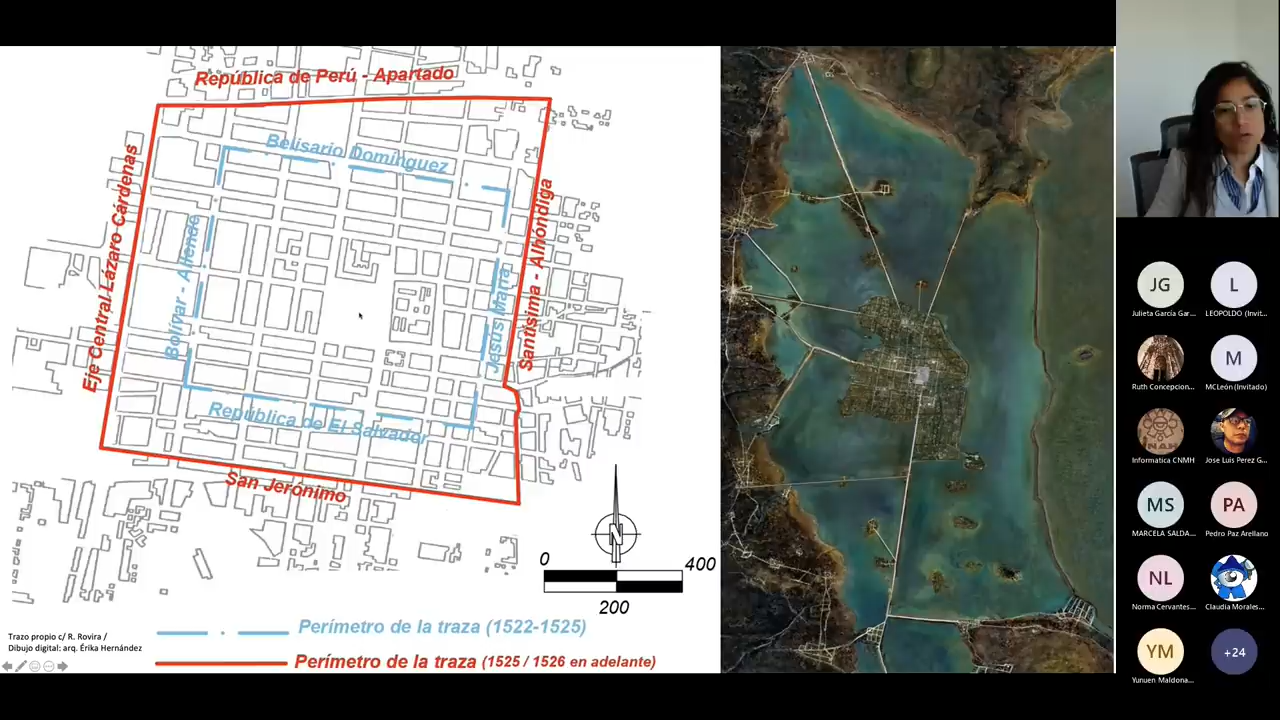 República de Perú - Apartado
Belisario Domínguez
Eje Central Lázaro Cárdenas
Bolívar - Allende
Jesús María
Santísima - Alhóndiga
República de El Salvador
San Jerónimo
N
0
400
200
Perímetro de la traza (1522-1525)
Perímetro de la traza (1525 / 1526 en adelante)
Trazo propio c/ R. Rovira /
Dibujo digital: arq. Érika Hernández
JG
Julieta García Gar...
L
LEOPOLDO (Invit...
Ruth Concepcion...
M
MCLeón (Invitado)
INAH
Informatica CNMH
Jose Luis Perez G...
MS
MARCELA SALDA...
PA
Pedro Paz Arellano
NL
Norma Cervantes...
Claudia Morales...
YM
Yunuen Maldona...
+24